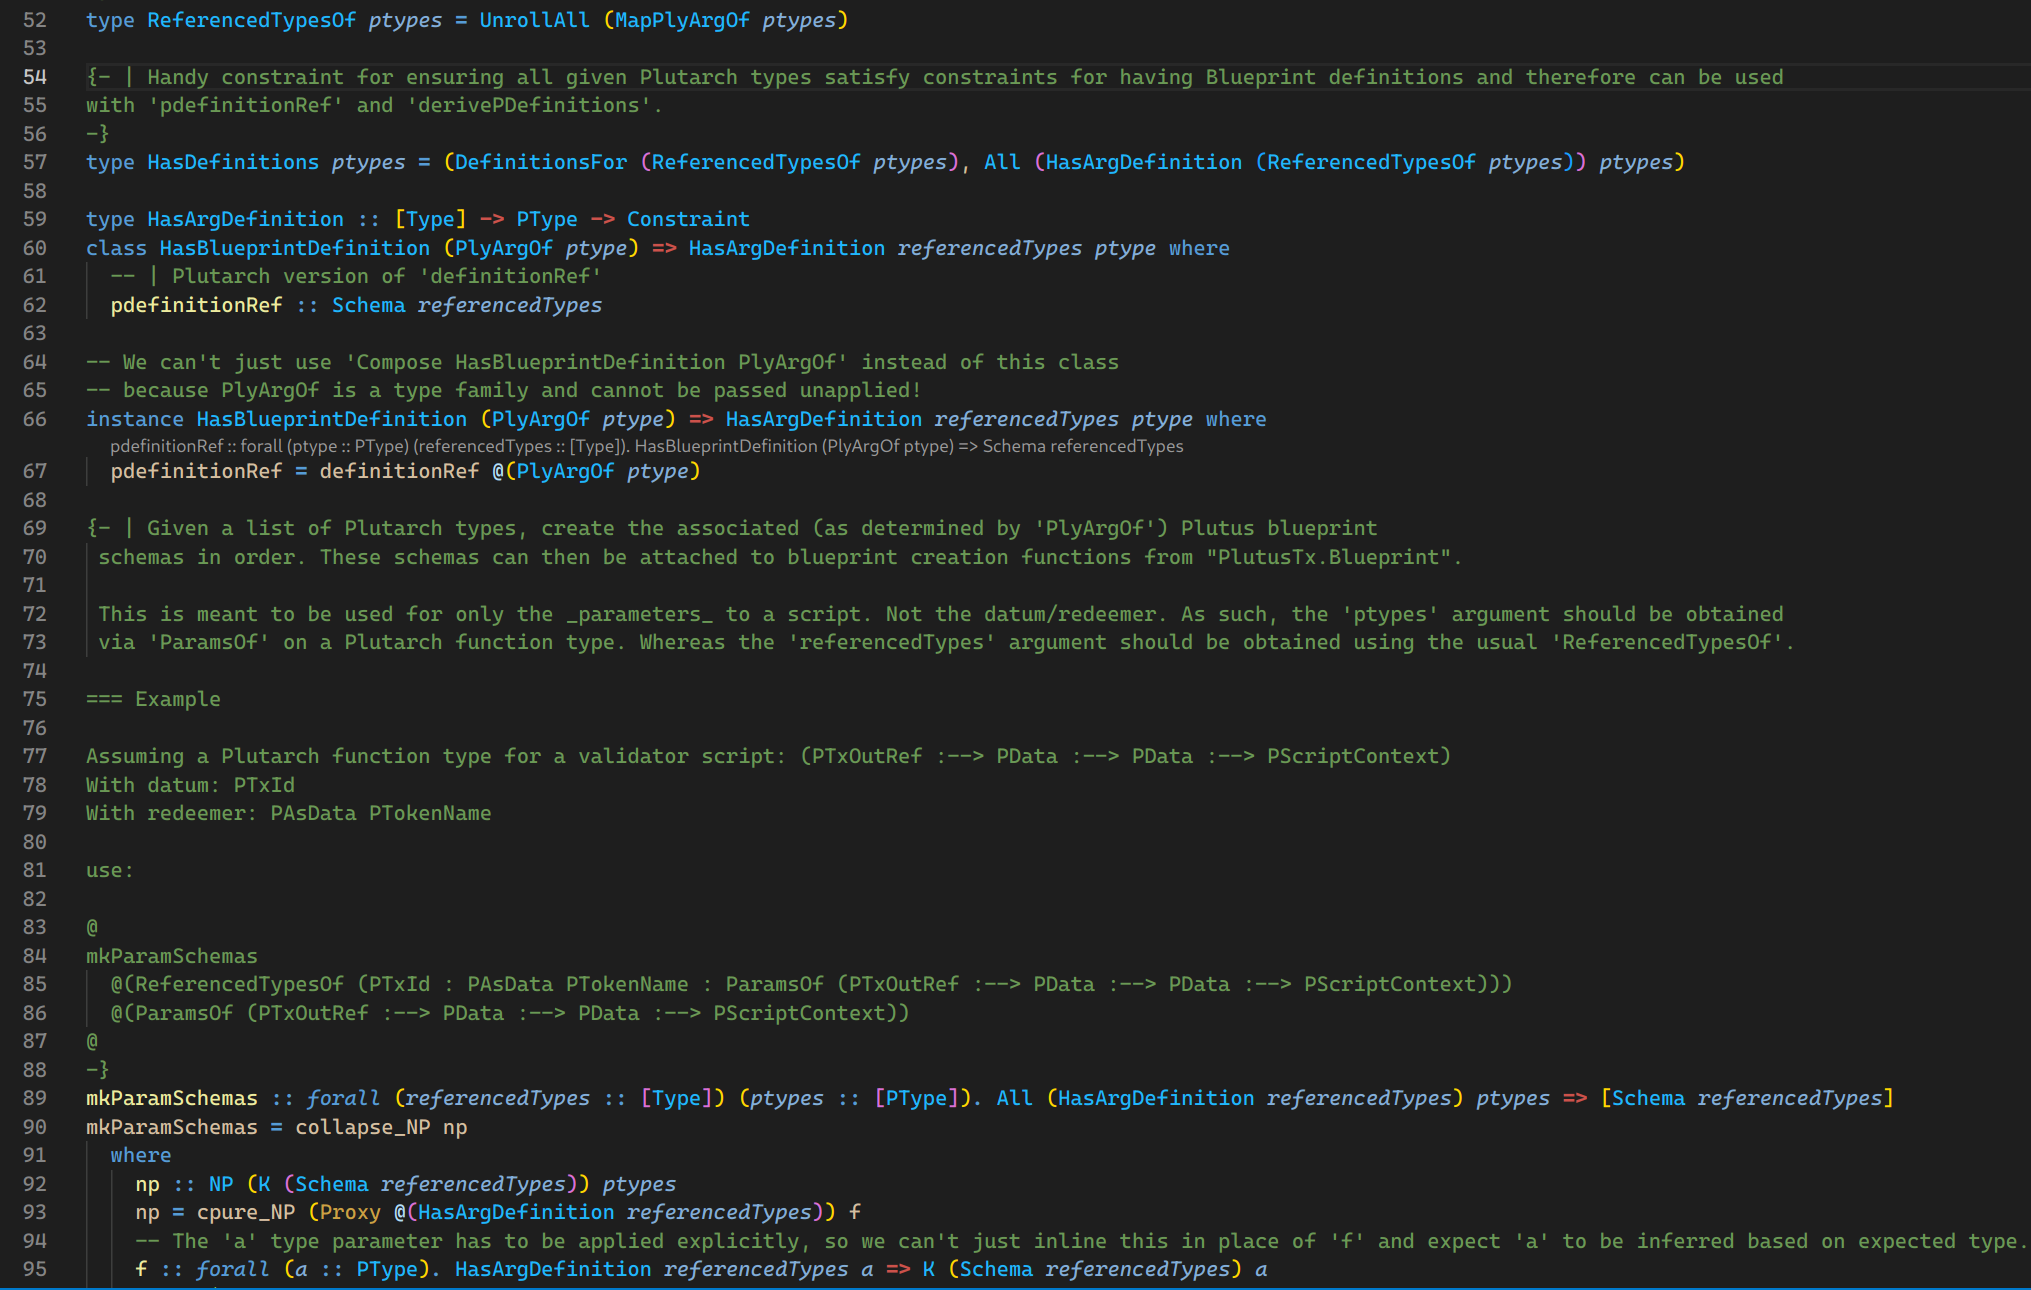 52 type ReferencedTypesOf ptypes = UnrollAll (MapPlyArgOf ptypes)
53
54 {- | Handy constraint for ensuring all given Plutarch types satisfy constraints for having Blueprint definitions and therefore can be used
55 with 'pdefinitionRef' and 'derivePDefinitions'.
56 -}
57 type HasDefinitions ptypes = (DefinitionsFor (ReferencedTypesOf ptypes), All (HasArgDefinition (ReferencedTypesOf ptypes)) ptypes)
58
59 type HasArgDefinition :: [Type] -> PType -> Constraint
60 class HasBlueprintDefinition (PlyArgOf ptype) => HasArgDefinition referencedTypes ptype where
61 -- | Plutarch version of 'definitionRef'
62 pdefinitionRef :: Schema referencedTypes
63
64 -- We can't just use 'Compose HasBlueprintDefinition PlyArgOf' instead of this class
65 -- because PlyArgOf is a type family and cannot be passed unapplied!
66 instance HasBlueprintDefinition (PlyArgOf ptype) => HasArgDefinition referencedTypes ptype where
pdefinitionRef :: forall (ptype :: PType) (referencedTypes :: [Type]). HasBlueprintDefinition (PlyArgOf ptype) => Schema referencedTypes
67 pdefinitionRef = definitionRef @(PlyArgOf ptype)
68
69 {- | Given a list of Plutarch types, create the associated (as determined by 'PlyArgOf') Plutus blueprint
70 schemas in order. These schemas can then be attached to blueprint creation functions from "PlutusTx.Blueprint".
71
72 This is meant to be used for only the _parameters_ to a script. Not the datum/redeemer. As such, the 'ptypes' argument should be obtained
73 via 'ParamsOf' on a Plutarch function type. Whereas the 'referencedTypes' argument should be obtained using the usual 'ReferencedTypesOf'.
74
75 === Example
76
77 Assuming a Plutarch function type for a validator script: (PTxOutRef :--> PData :--> PData :--> PScriptContext)
78 With datum: PTxId
79 With redeemer: PAsData PTokenName
80
81 use:
82
83 @
84 mkParamSchemas
85 @(ReferencedTypesOf (PTxId : PAsData PTokenName : ParamsOf (PTxOutRef :--> PData :--> PData :--> PScriptContext)))
86 @(ParamsOf (PTxOutRef :--> PData :--> PData :--> PScriptContext))
87 @
88 -}
89 mkParamSchemas :: forall (referencedTypes :: [Type]) (ptypes :: [PType]). All (HasArgDefinition referencedTypes) ptypes => [Schema referencedTypes]
90 mkParamSchemas = collapse_NP np
91 where
92 np :: NP (K (Schema referencedTypes)) ptypes
93 np = cpure_NP (Proxy @(HasArgDefinition referencedTypes)) f
94 -- The 'a' type parameter has to be applied explicitly, so we can't just inline this in place of 'f' and expect 'a' to be inferred based on expected type.
95 f :: forall (a :: PType). HasArgDefinition referencedTypes a => K (Schema referencedTypes) a